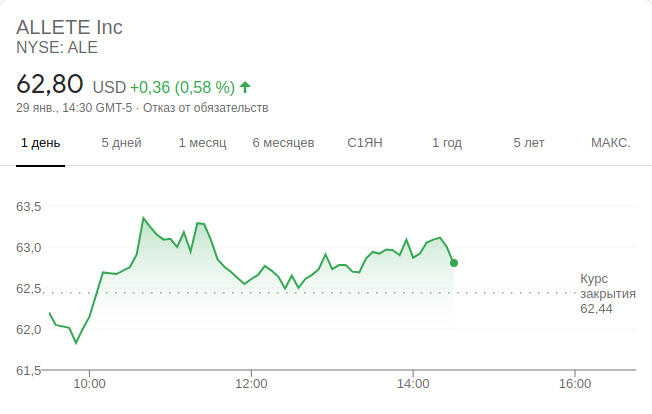 ALLETE Inc
NYSE: ALE
62,80 USD +0,36 (0,58 %)
29 янв., 14:30 GMT-5 · Отказ от обязательств
1 день 5 дней 1 месяц 6 месяцев С1ЯН 1 год 5 лет МАКС.
63,5
63,0
62,5
Курс
закрытия
62,44
62,0
61,5
10:00 12:00 14:00 16:00